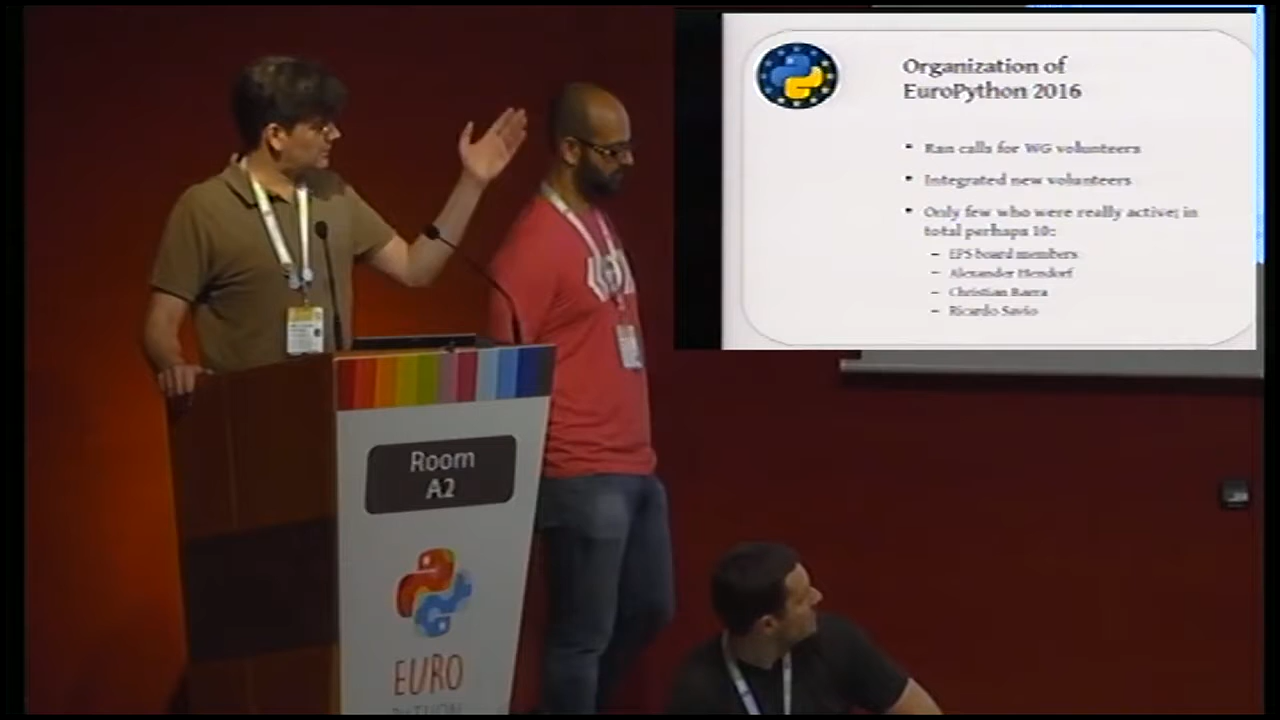 Organization of
EuroPython 2016
Ran calls for WG volunteers
Integrated new volunteers
Only few who were really active; in
total perhaps 10:
– EPS board members
– Alexander Hendorf
– Christian Barra
– Ricardo Savio
Room
A2
EURO
PYTHON